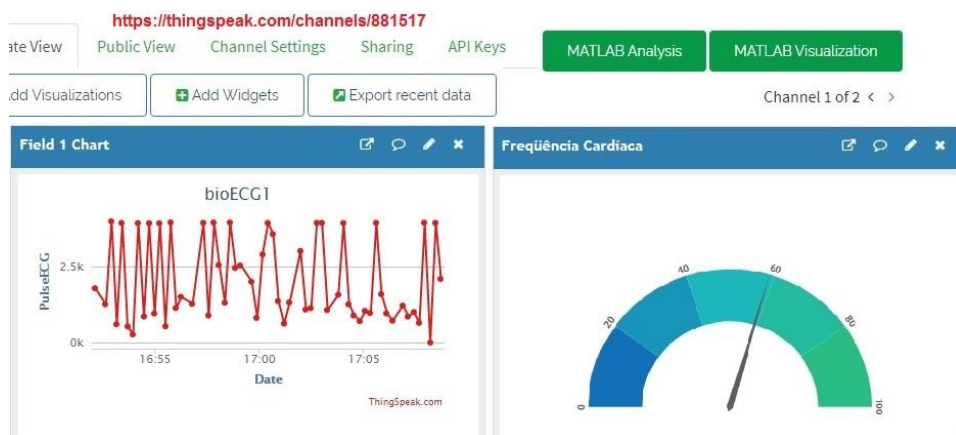 https://thingspeak.com/channels/881517
ate View Public View Channel Settings Sharing API Keys MATLAB Analysis MATLAB Visualization
dd Visualizations Add Widgets Export recent data Channel 1 of 2 < >
Field 1 Chart
bioECG1
PulseECG
2.5k
0k
16:55 17:00 17:05
Date
ThingSpeak.com
Freqüência Cardíaca
0 20 40 60 80 100